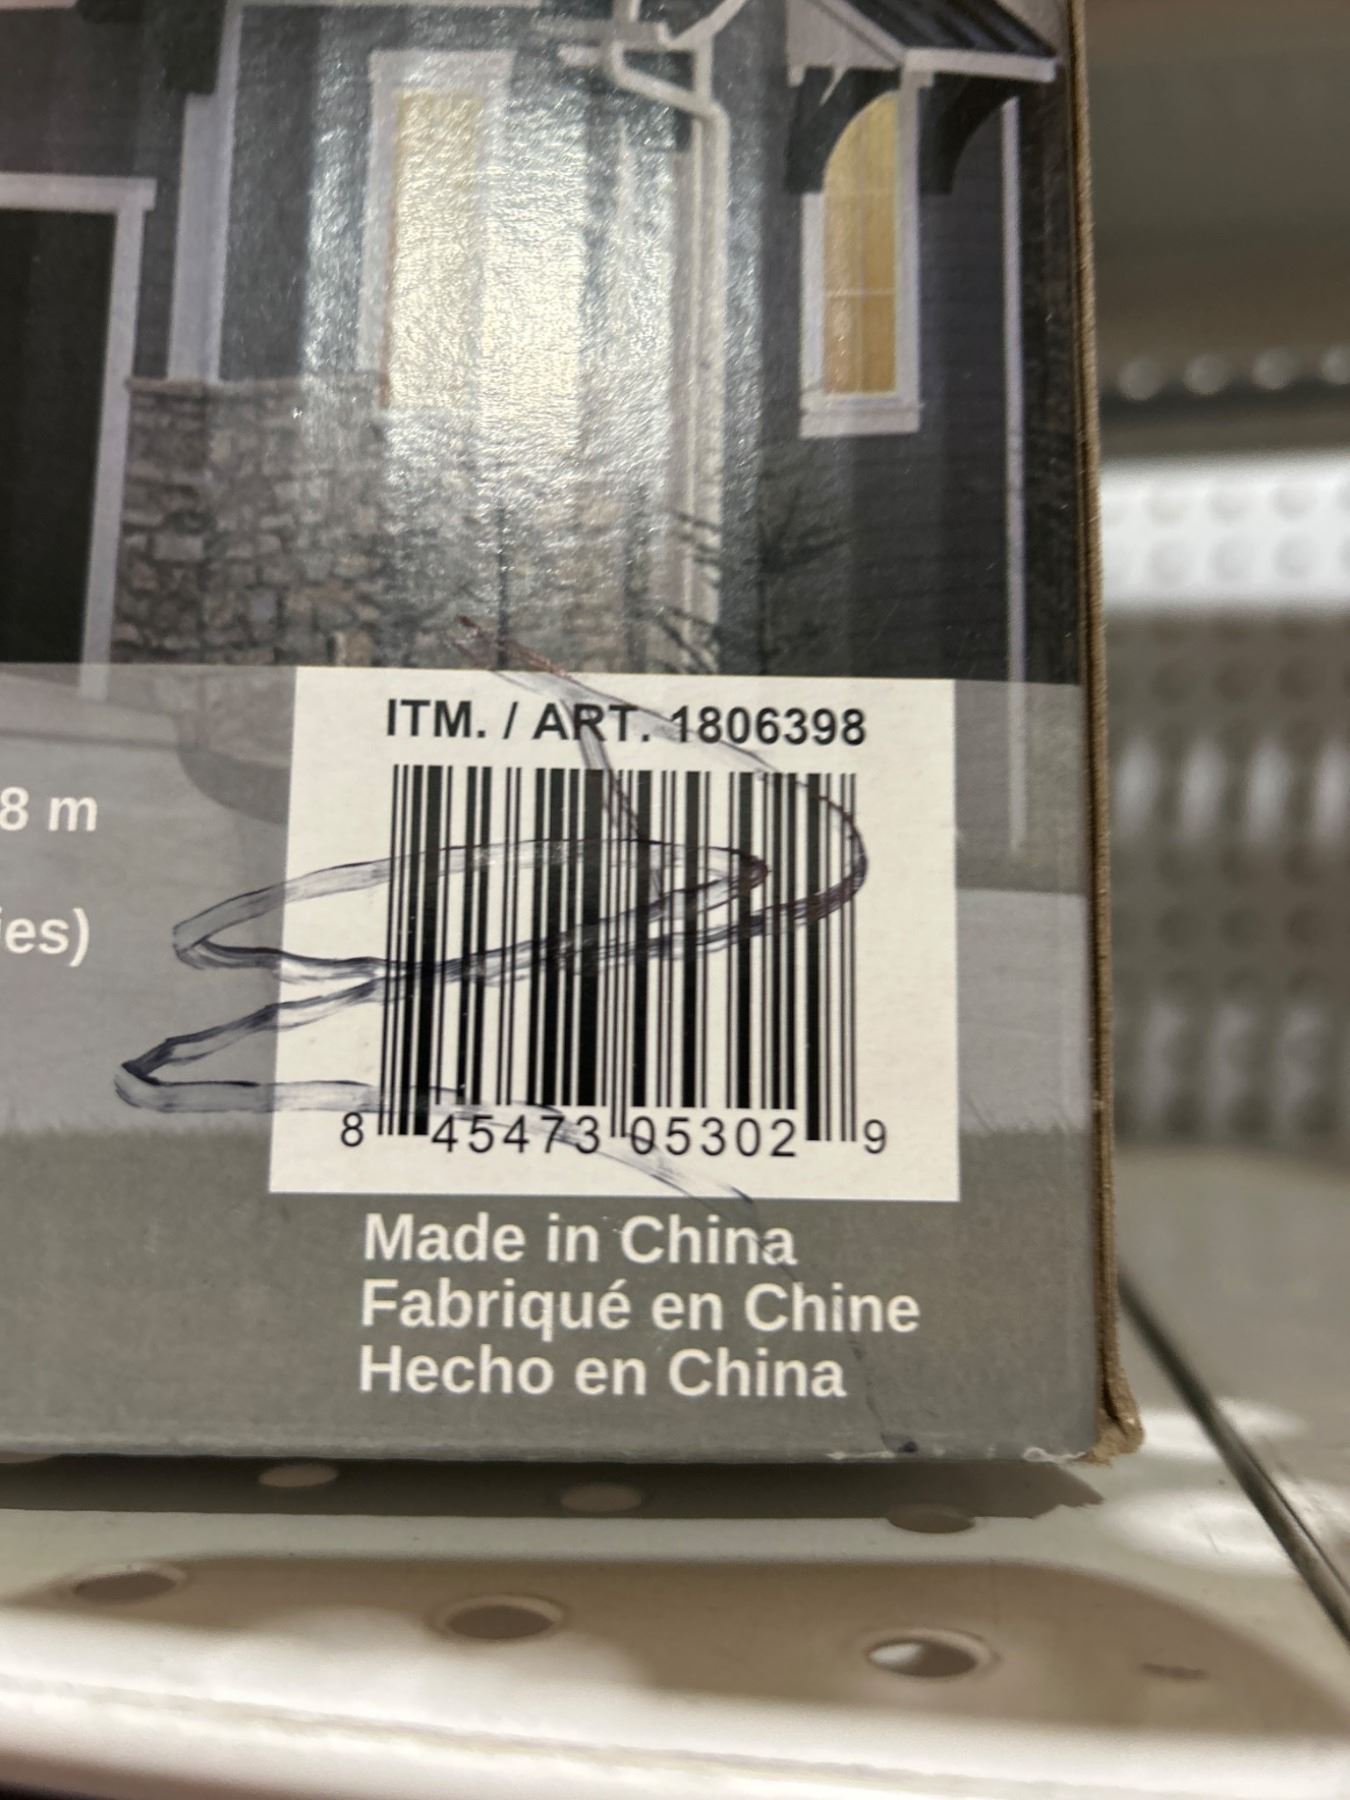 ITM. / ART. 1806398
8 m
ies)
8 45473 05302 9
Made in China
Fabriqué en Chine
Hecho en China